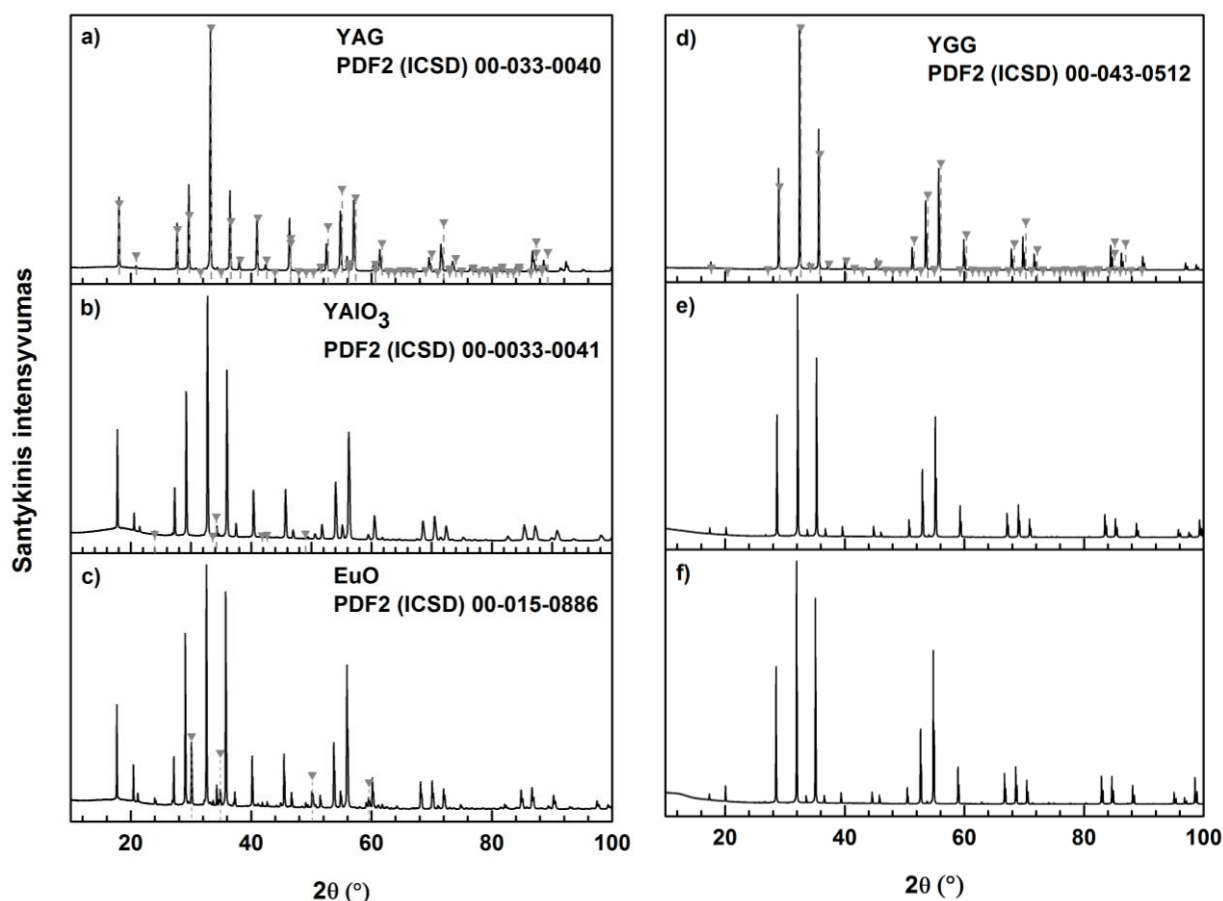 Santykinis intensyvumas
a)
YAG
PDF2 (ICSD) 00-033-0040
b)
YAlO3
PDF2 (ICSD) 00-0033-0041
c)
EuO
PDF2 (ICSD) 00-015-0886
20 40 60 80 100
2θ (°)
d)
YGG
PDF2 (ICSD) 00-043-0512
e)
f)
20 40 60 80 100
2θ (°)